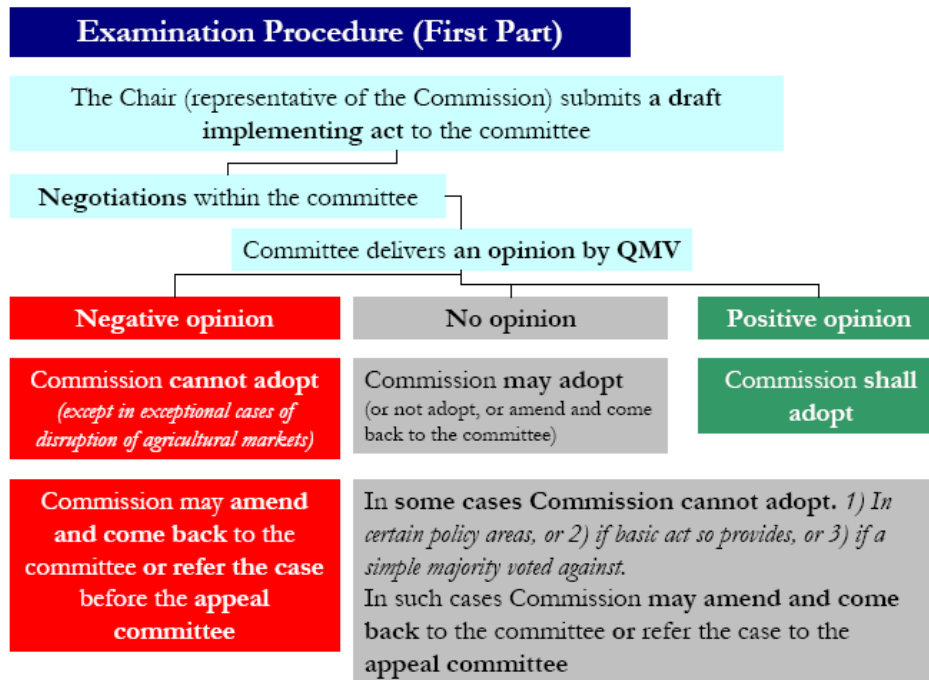 Examination Procedure (First Part)
The Chair (representative of the Commission) submits a draft
implementing act to the committee
Negotiations within the committee
Committee delivers an opinion by QMV
Negative opinion
No opinion
Positive opinion
Commission cannot adopt
(except in exceptional cases of
disruption of agricultural markets)
Commission may adopt
(or not adopt, or amend and come
back to the committee)
Commission shall
adopt
Commission may amend
and come back to the
committee or refer the case
before the appeal
committee
In some cases Commission cannot adopt. 1) In
certain policy areas, or 2) if basic act so provides, or 3) if a
simple majority voted against.
In such cases Commission may amend and come
back to the committee or refer the case to the
appeal committee